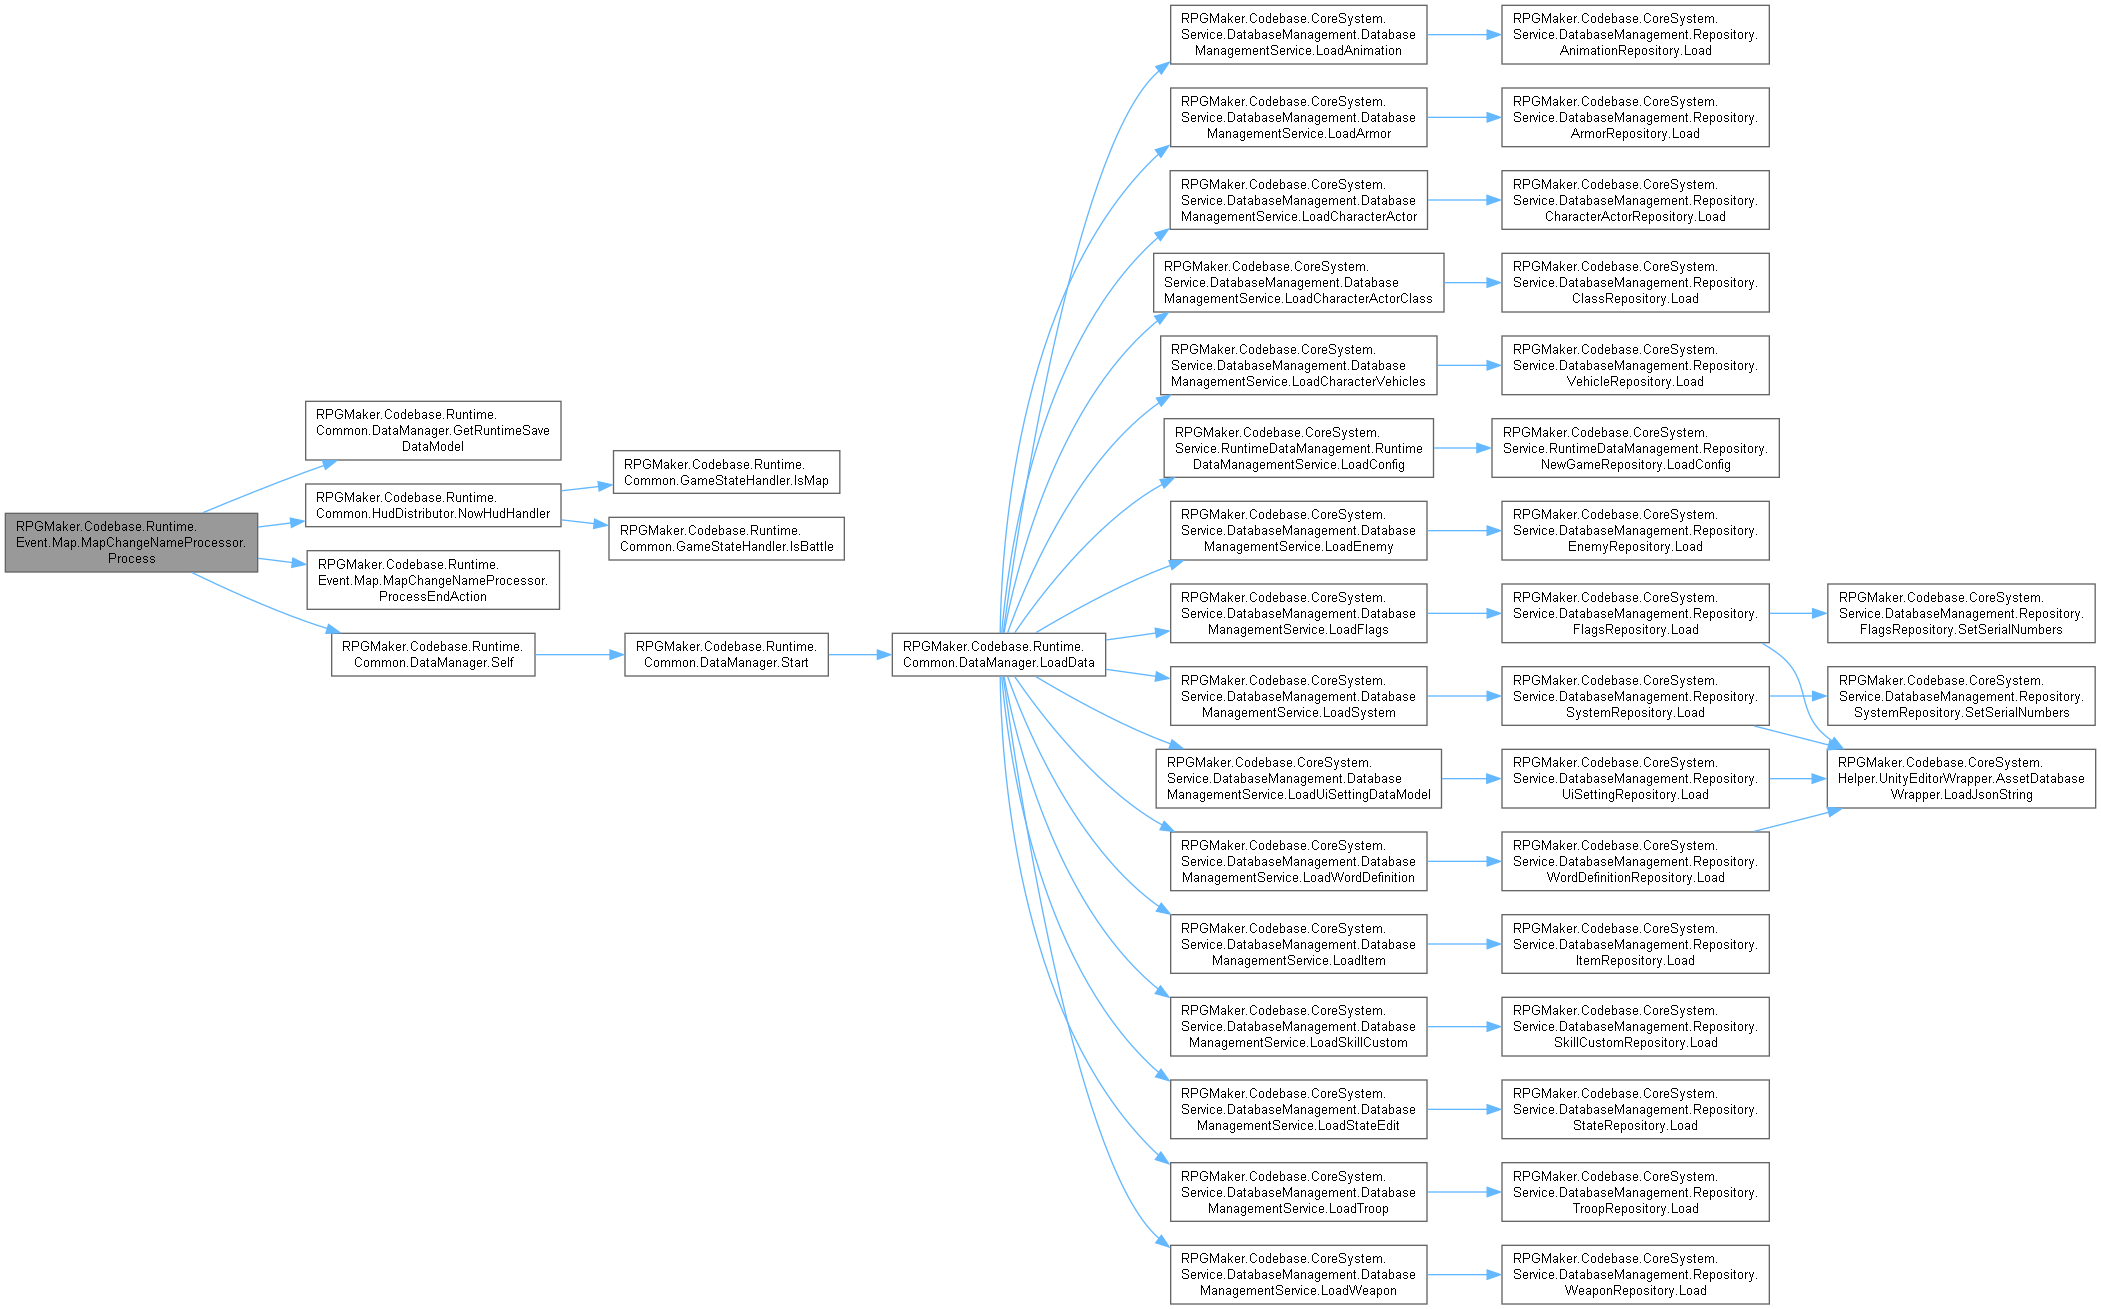 RPGMaker.Codebase.Runtime.
Event.Map.MapChangeNameProcessor.
Process
RPGMaker.Codebase.Runtime.
Common.DataManager.GetRuntimeSave
DataModel
RPGMaker.Codebase.Runtime.
Common.HudDistributor.NowHudHandler
RPGMaker.Codebase.Runtime.
Common.GameStateHandler.IsMap
RPGMaker.Codebase.Runtime.
Common.GameStateHandler.IsBattle
RPGMaker.Codebase.Runtime.
Event.Map.MapChangeNameProcessor.
ProcessEndAction
RPGMaker.Codebase.Runtime.
Common.DataManager.Self
RPGMaker.Codebase.Runtime.
Common.DataManager.Start
RPGMaker.Codebase.Runtime.
Common.DataManager.LoadData
RPGMaker.Codebase.CoreSystem.
Service.DatabaseManagement.Database
ManagementService.LoadAnimation
RPGMaker.Codebase.CoreSystem.
Service.DatabaseManagement.Repository.
AnimationRepository.Load
RPGMaker.Codebase.CoreSystem.
Service.DatabaseManagement.Database
ManagementService.LoadArmor
RPGMaker.Codebase.CoreSystem.
Service.DatabaseManagement.Repository.
ArmorRepository.Load
RPGMaker.Codebase.CoreSystem.
Service.DatabaseManagement.Database
ManagementService.LoadCharacterActor
RPGMaker.Codebase.CoreSystem.
Service.DatabaseManagement.Repository.
CharacterActorRepository.Load
RPGMaker.Codebase.CoreSystem.
Service.DatabaseManagement.Database
ManagementService.LoadCharacterActorClass
RPGMaker.Codebase.CoreSystem.
Service.DatabaseManagement.Repository.
ClassRepository.Load
RPGMaker.Codebase.CoreSystem.
Service.DatabaseManagement.Database
ManagementService.LoadCharacterVehicles
RPGMaker.Codebase.CoreSystem.
Service.DatabaseManagement.Repository.
VehicleRepository.Load
RPGMaker.Codebase.CoreSystem.
Service.RuntimeDataManagement.Runtime
DataManagementService.LoadConfig
RPGMaker.Codebase.CoreSystem.
Service.RuntimeDataManagement.Repository.
NewGameRepository.LoadConfig
RPGMaker.Codebase.CoreSystem.
Service.DatabaseManagement.Database
ManagementService.LoadEnemy
RPGMaker.Codebase.CoreSystem.
Service.DatabaseManagement.Repository.
EnemyRepository.Load
RPGMaker.Codebase.CoreSystem.
Service.DatabaseManagement.Database
ManagementService.LoadFlags
RPGMaker.Codebase.CoreSystem.
Service.DatabaseManagement.Repository.
FlagsRepository.Load
RPGMaker.Codebase.CoreSystem.
Service.DatabaseManagement.Repository.
FlagsRepository.SetSerialNumbers
RPGMaker.Codebase.CoreSystem.
Service.DatabaseManagement.Database
ManagementService.LoadSystem
RPGMaker.Codebase.CoreSystem.
Service.DatabaseManagement.Repository.
SystemRepository.Load
RPGMaker.Codebase.CoreSystem.
Service.DatabaseManagement.Repository.
SystemRepository.SetSerialNumbers
RPGMaker.Codebase.CoreSystem.
Service.DatabaseManagement.Database
ManagementService.LoadUiSettingDataModel
RPGMaker.Codebase.CoreSystem.
Service.DatabaseManagement.Repository.
UiSettingRepository.Load
RPGMaker.Codebase.CoreSystem.
Helper.UnityEditorWrapper.AssetDatabase
Wrapper.LoadJsonString
RPGMaker.Codebase.CoreSystem.
Service.DatabaseManagement.Database
ManagementService.LoadWordDefinition
RPGMaker.Codebase.CoreSystem.
Service.DatabaseManagement.Repository.
WordDefinitionRepository.Load
RPGMaker.Codebase.CoreSystem.
Service.DatabaseManagement.Database
ManagementService.LoadItem
RPGMaker.Codebase.CoreSystem.
Service.DatabaseManagement.Repository.
ItemRepository.Load
RPGMaker.Codebase.CoreSystem.
Service.DatabaseManagement.Database
ManagementService.LoadSkillCustom
RPGMaker.Codebase.CoreSystem.
Service.DatabaseManagement.Repository.
SkillCustomRepository.Load
RPGMaker.Codebase.CoreSystem.
Service.DatabaseManagement.Database
ManagementService.LoadStateEdit
RPGMaker.Codebase.CoreSystem.
Service.DatabaseManagement.Repository.
StateRepository.Load
RPGMaker.Codebase.CoreSystem.
Service.DatabaseManagement.Database
ManagementService.LoadTroop
RPGMaker.Codebase.CoreSystem.
Service.DatabaseManagement.Repository.
TroopRepository.Load
RPGMaker.Codebase.CoreSystem.
Service.DatabaseManagement.Database
ManagementService.LoadWeapon
RPGMaker.Codebase.CoreSystem.
Service.DatabaseManagement.Repository.
WeaponRepository.Load